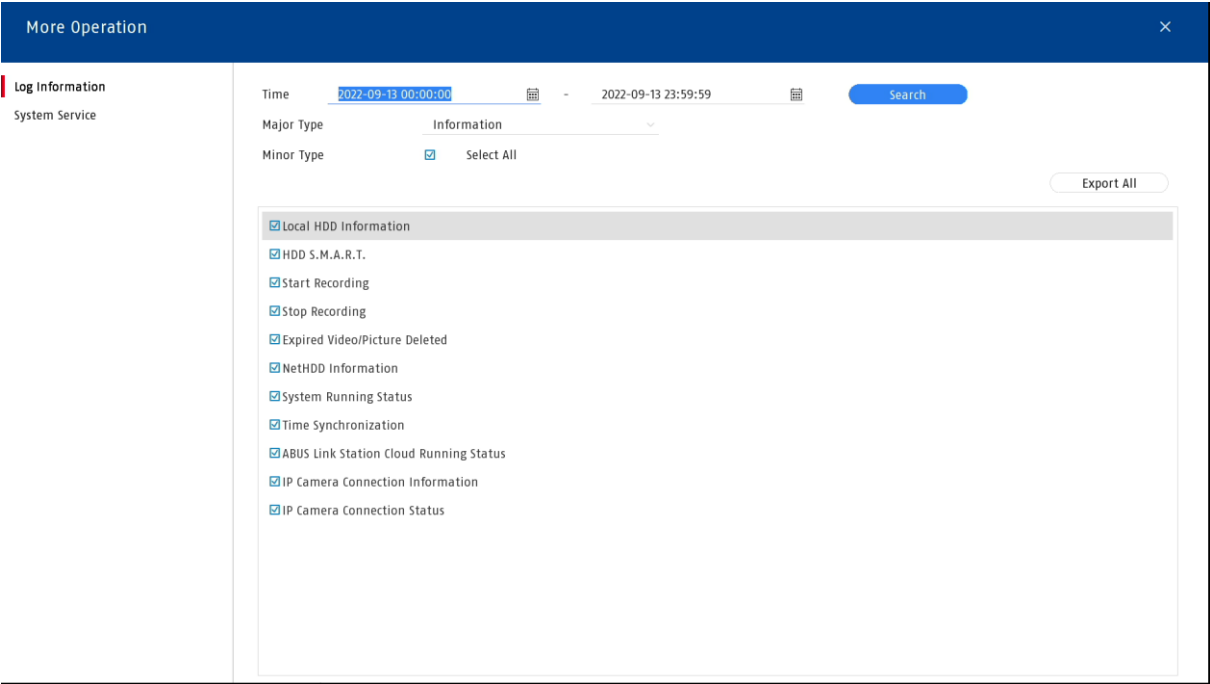 More Operation
Log Information
System Service
Time 2022-09-13 00:00:00 - 2022-09-13 23:59:59 Search
Major Type Information
Minor Type Select All
Export All
Local HDD Information
HDD S.M.A.R.T.
Start Recording
Stop Recording
Expired Video/Picture Deleted
NetHDD Information
System Running Status
Time Synchronization
ABUS Link Station Cloud Running Status
IP Camera Connection Information
IP Camera Connection Status